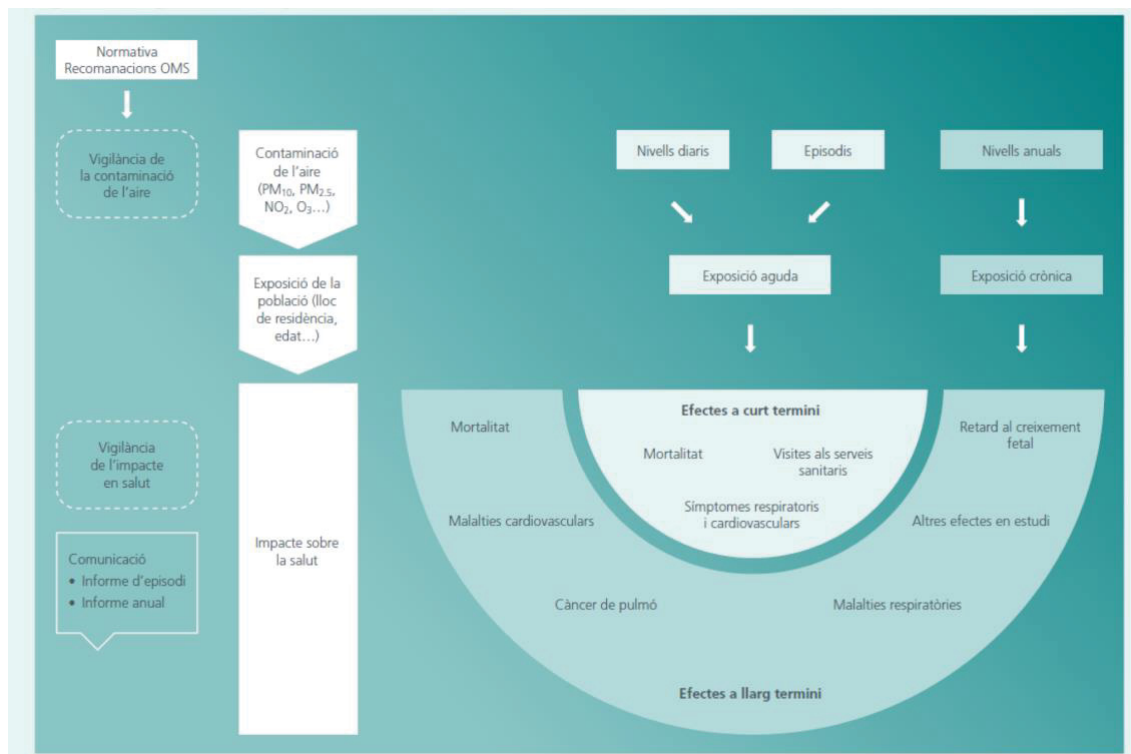 Normativa
Recomanacions OMS
Vigilància de
la contaminació
de l'aire
Contaminació
de l'aire
(PM₁₀, PM₂.₅,
NO₂, O₃…)
Nivells diaris
Episodis
Nivells anuals
Exposició de la
població (lloc
de residència,
edat…)
Exposició aguda
Exposició crònica
Vigilància
de l'impacte
en salut
Comunicació
• Informe d'episodi
• Informe anual
Impacte sobre
la salut
Efectes a curt termini
Mortalitat
Visites als serveis
sanitaris
Símptomes respiratoris
i cardiovasculars
Mortalitat
Retard al creixement
fetal
Malalties cardiovasculars
Altres efectes en estudi
Càncer de pulmó
Malalties respiratòries
Efectes a llarg termini